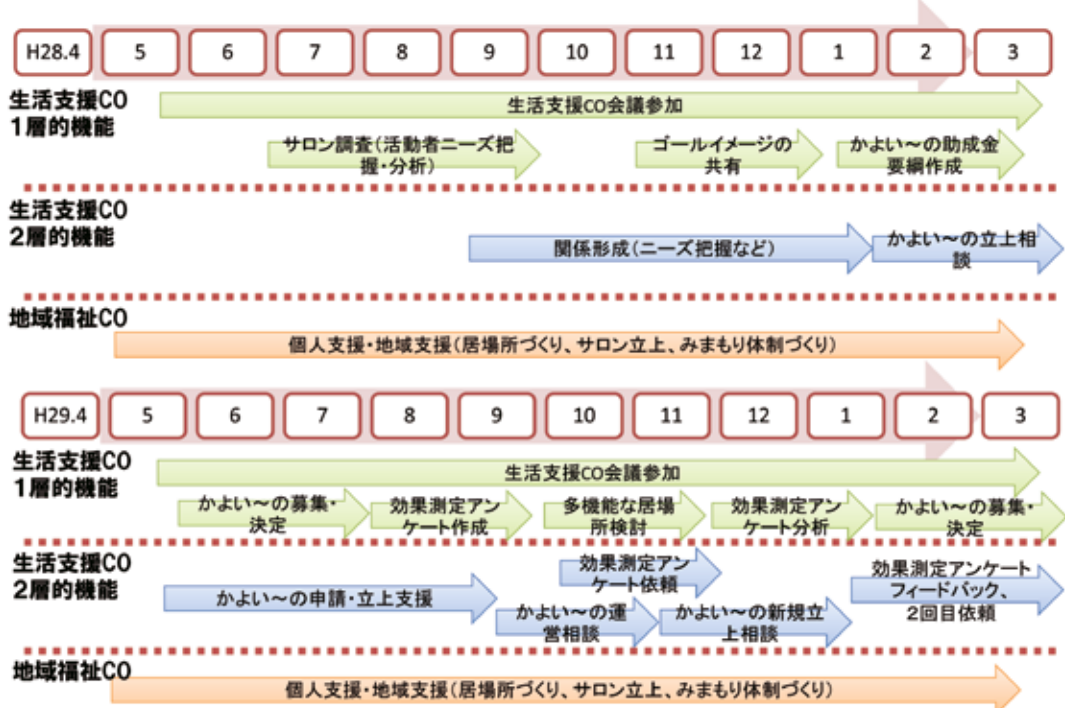 H28.4 5 6 7 8 9 10 11 12 1 2 3
生活支援CO
1層的機能
生活支援CO会議参加
サロン調査(活動者ニーズ把
握・分析)
ゴールイメージの
共有
かよい～の助成金
要綱作成
生活支援CO
2層的機能
関係形成(ニーズ把握など)
かよい～の立上相
談
地域福祉CO
個人支援・地域支援(居場所づくり、サロン立上、みまもり体制づくり)
H29.4 5 6 7 8 9 10 11 12 1 2 3
生活支援CO
1層的機能
生活支援CO会議参加
かよい～の募集・
決定
効果測定アン
ケート作成
多機能な居場
所検討
効果測定アン
ケート分析
かよい～の募集・
決定
生活支援CO
2層的機能
かよい～の申請・立上支援
効果測定アン
ケート依頼
かよい～の運
営相談
かよい～の新規立
上相談
効果測定アンケート
フィードバック、
2回目依頼
地域福祉CO
個人支援・地域支援(居場所づくり、サロン立上、みまもり体制づくり)